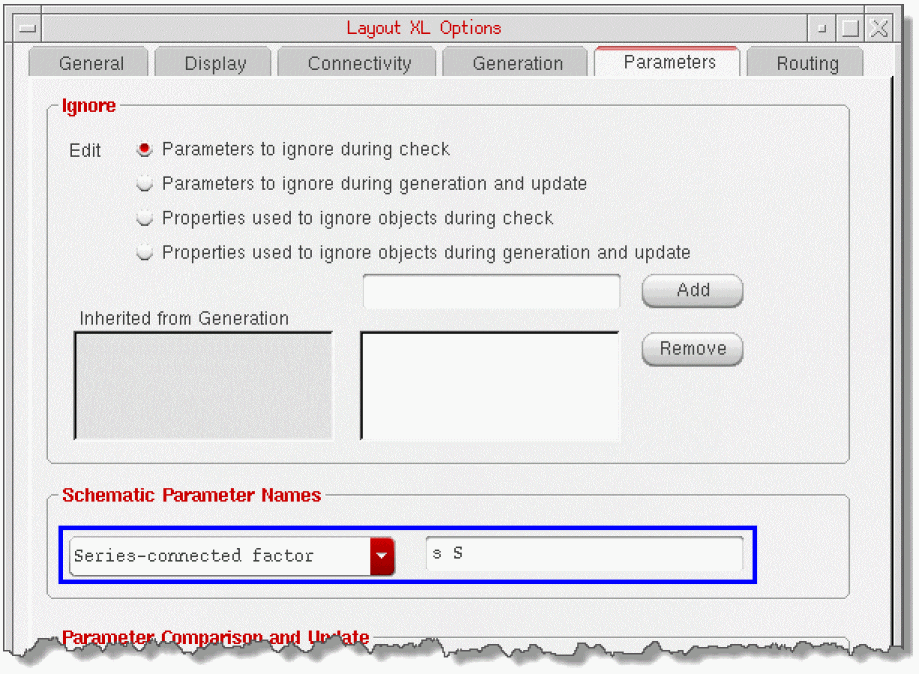 Layout XL Options
General Display Connectivity Generation Parameters Routing
Ignore
Edit Parameters to ignore during check
Parameters to ignore during generation and update
Properties used to ignore objects during check
Properties used to ignore objects during generation and update
Add
Inherited from Generation
Remove
Schematic Parameter Names
Series-connected factor s S
Parameter Comparison and Update